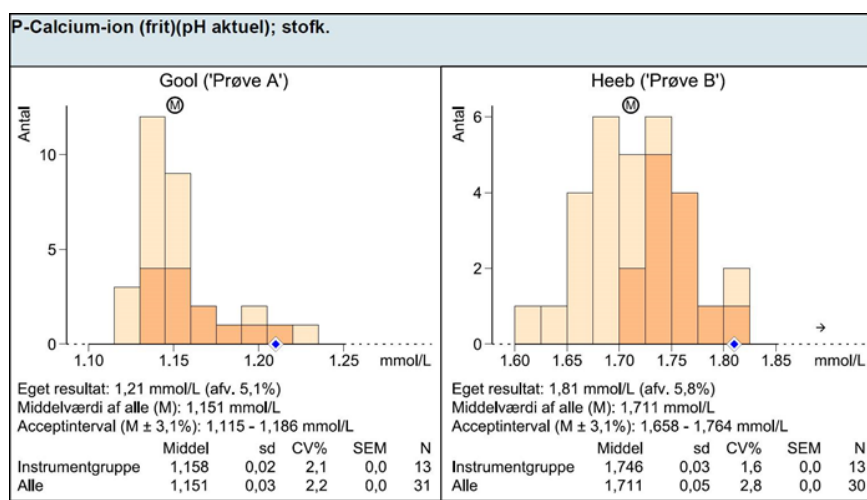 P-Calcium-ion (frit)(pH aktuel); stofk.
Gool ('Prøve A')
M
Antal
10
5
0
1.10 1.15 1.20 1.25 mmol/L
Eget resultat: 1,21 mmol/L (afv. 5,1%)
Middelværdi af alle (M): 1,151 mmol/L
Acceptinterval (M ± 3,1%): 1,115 - 1,186 mmol/L
Middel sd CV% SEM N
Instrumentgruppe 1,158 0,02 2,1 0,0 13
Alle 1,151 0,03 2,2 0,0 31
Heeb ('Prøve B')
M
Antal
6
4
2
0
1.60 1.65 1.70 1.75 1.80 1.85 mmol/L
Eget resultat: 1,81 mmol/L (afv. 5,8%)
Middelværdi af alle (M): 1,711 mmol/L
Acceptinterval (M ± 3,1%): 1,658 - 1,764 mmol/L
Middel sd CV% SEM N
Instrumentgruppe 1,746 0,03 1,6 0,0 13
Alle 1,711 0,05 2,8 0,0 30